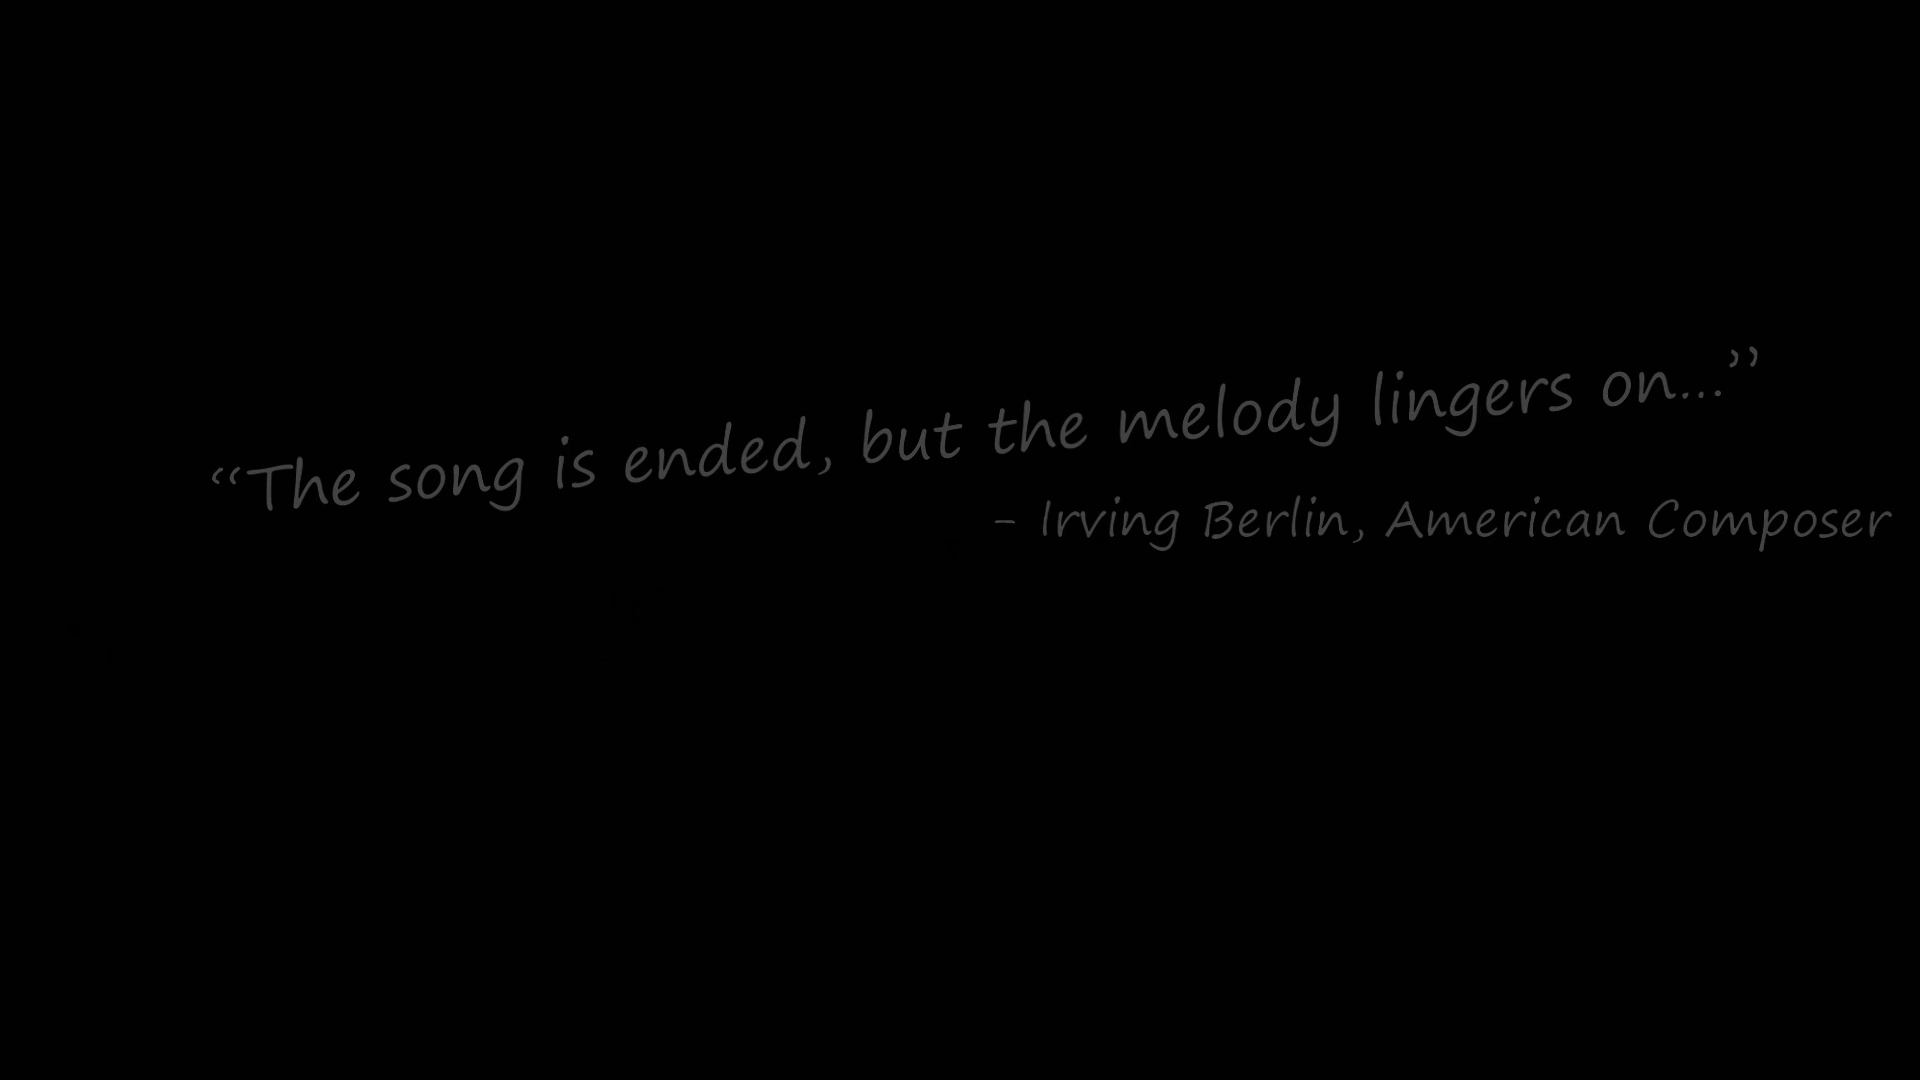 “The song is ended, but the melody lingers on...”
- Irving Berlin, American Composer